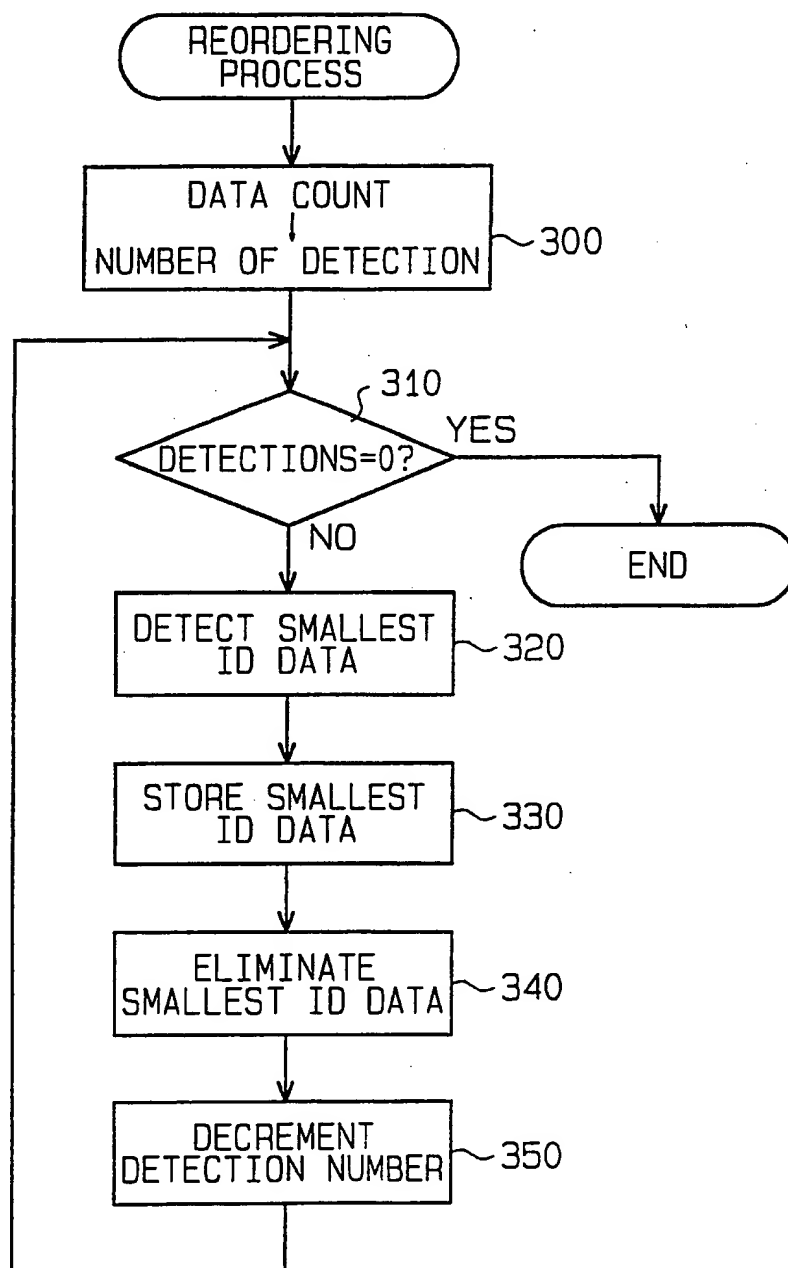 REORDERING
PROCESS
DATA COUNT
↓
NUMBER OF DETECTION
300
310
DETECTIONS=0?
YES
NO
END
DETECT SMALLEST
ID DATA
320
STORE SMALLEST
ID DATA
330
ELIMINATE
SMALLEST ID DATA
340
DECREMENT
DETECTION NUMBER
350